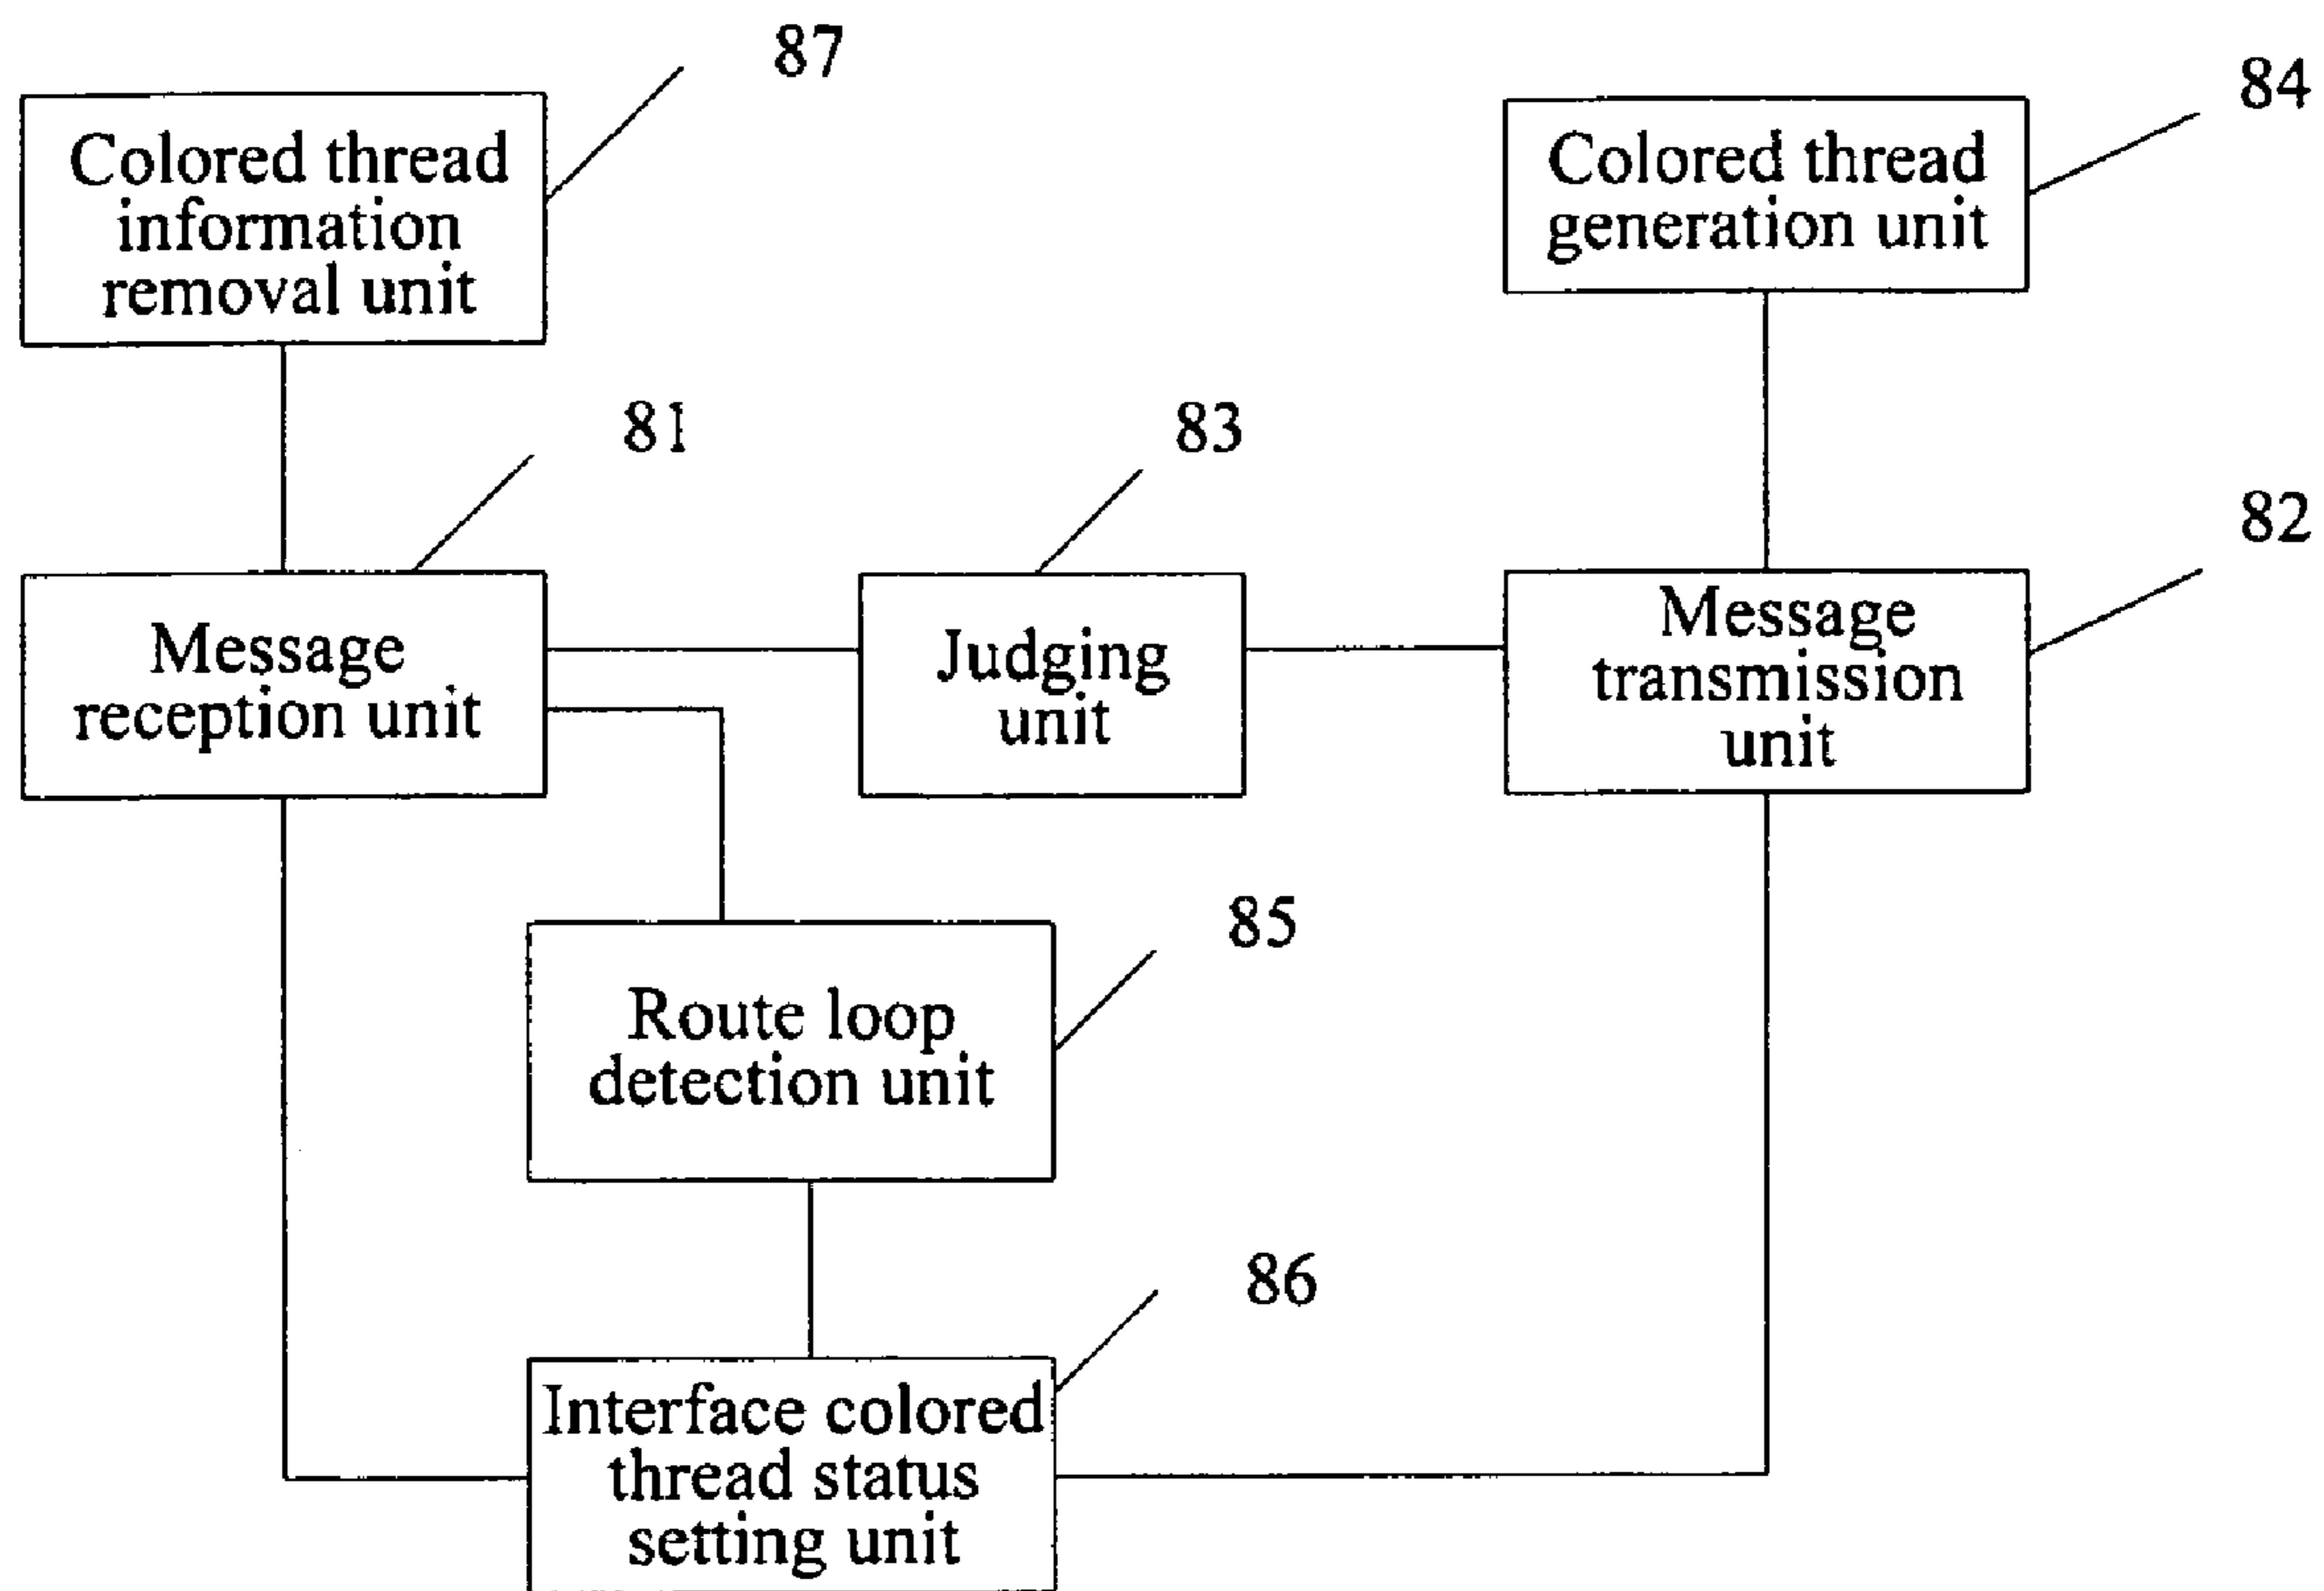 87
84
Colored thread
information
removal unit
Colored thread
generation unit
81
83
82
Message
reception unit
Judging
unit
Message
transmission
unit
85
Route loop
detection unit
86
Interface colored
thread status
setting unit